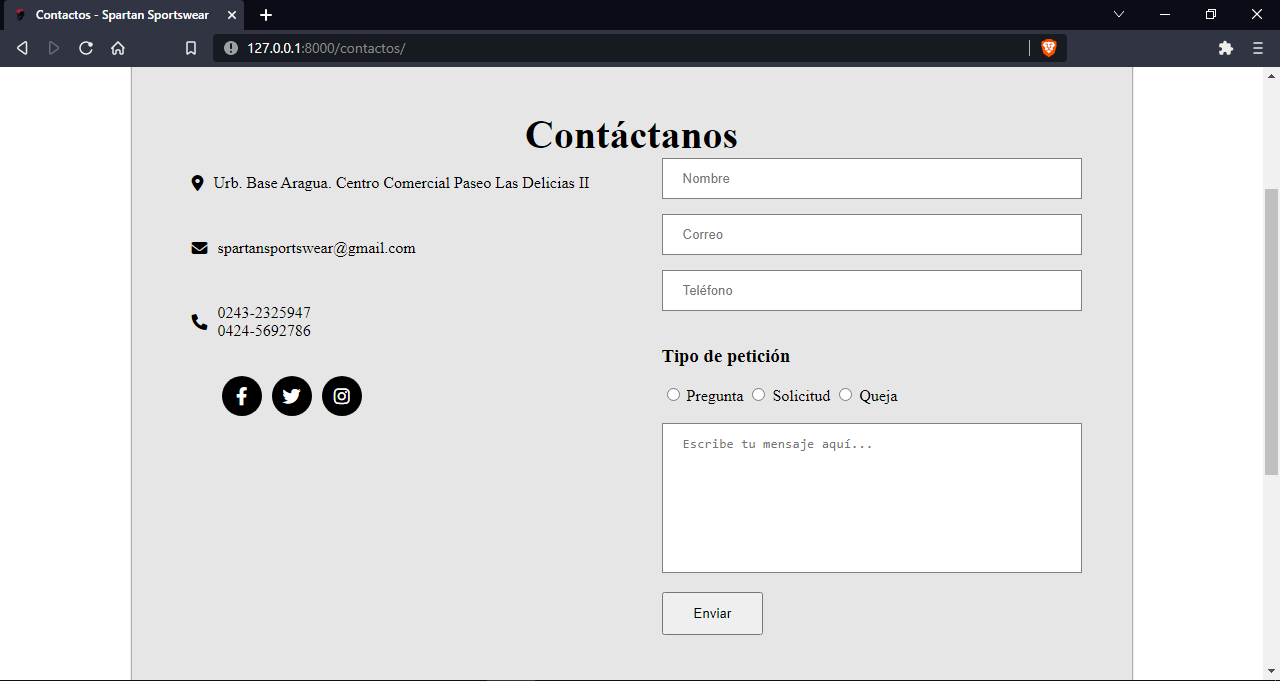 Contactos - Spartan Sportswear
127.0.0.1:8000/contactos/
Contáctanos
Urb. Base Aragua. Centro Comercial Paseo Las Delicias II
spartansportswear@gmail.com
0243-2325947
0424-5692786
Nombre
Correo
Teléfono
Tipo de petición
Pregunta Solicitud Queja
Escribe tu mensaje aquí...
Enviar